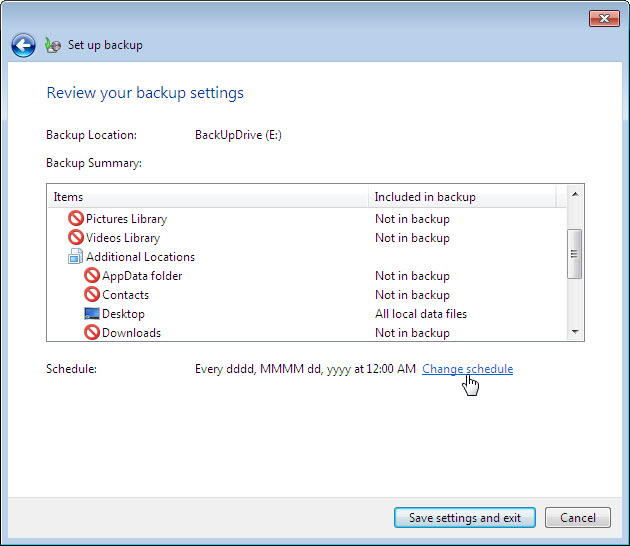 Set up backup
Review your backup settings
Backup Location: BackUpDrive (E:)
Backup Summary:
Items Included in backup
Pictures Library Not in backup
Videos Library Not in backup
Additional Locations
AppData folder Not in backup
Contacts Not in backup
Desktop All local data files
Downloads Not in backup
Schedule: Every dddd, MMMM dd, yyyy at 12:00 AM Change schedule
Save settings and exit Cancel